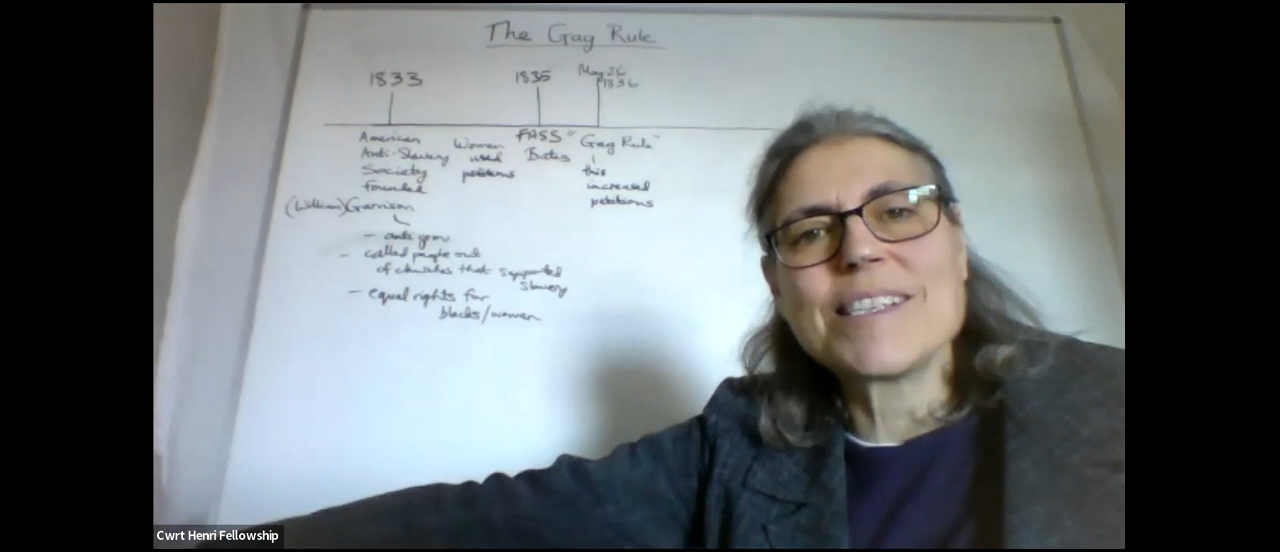 The Gag Rule
1833
1835
May 26
1836
American
Anti-Slavery
Society
founded
Women
used
petitions
FASS
"Gag Rule"
this
increased
petitions
(William) Garrison
- anti gov
- called people out
of churches that supported
slavery
- equal rights for
blacks/women
Cwrt Henri Fellowship